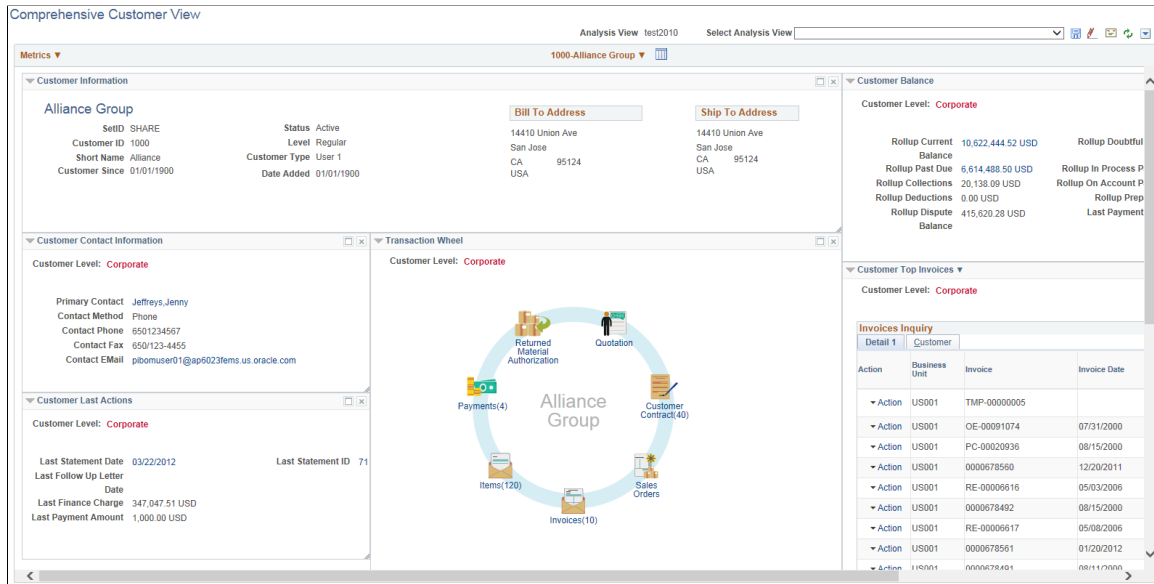 Comprehensive Customer View
Analysis View test2010 Select Analysis View
Metrics ▼ 1000-Alliance Group ▼
Customer Information
Alliance Group
SetID SHARE
Customer ID 1000
Short Name Alliance
Customer Since 01/01/1900
Status Active
Level Regular
Customer Type User 1
Date Added 01/01/1900
Bill To Address
14410 Union Ave
San Jose
CA 95124
USA
Ship To Address
14410 Union Ave
San Jose
CA 95124
USA
Customer Balance
Customer Level: Corporate
Rollup Current Balance 10,622,444.52 USD Rollup Doubtful
Rollup Past Due 6,614,488.50 USD Rollup In Process P
Rollup Collections 20,138.09 USD Rollup On Account P
Rollup Deductions 0.00 USD Rollup Prep
Rollup Dispute Balance 415,620.28 USD Last Payment
Customer Contact Information
Customer Level: Corporate
Primary Contact Jeffreys,Jenny
Contact Method Phone
Contact Phone 6501234567
Contact Fax 650/123-4455
Contact EMail pibomuser01@ap6023fems.us.oracle.com
Customer Last Actions
Customer Level: Corporate
Last Statement Date 03/22/2012 Last Statement ID 71
Last Follow Up Letter Date
Last Finance Charge 347,047.51 USD
Last Payment Amount 1,000.00 USD
Transaction Wheel
Customer Level: Corporate
Returned
Material
Authorization
Quotation
Payments(4)
Alliance
Group
Customer
Contract(40)
Items(120)
Sales
Orders
Invoices(10)
Customer Top Invoices ▼
Customer Level: Corporate
Invoices Inquiry
Detail 1 Customer
Action Business Unit Invoice Invoice Date
Action US001 TMP-00000005
Action US001 OE-00091074 07/31/2000
Action US001 PC-00020936 08/15/2000
Action US001 0000678560 12/20/2011
Action US001 RE-00006616 05/03/2006
Action US001 0000678492 08/15/2000
Action US001 RE-00006617 05/08/2006
Action US001 0000678561 01/20/2012
Action US001 0000678491 08/11/2000